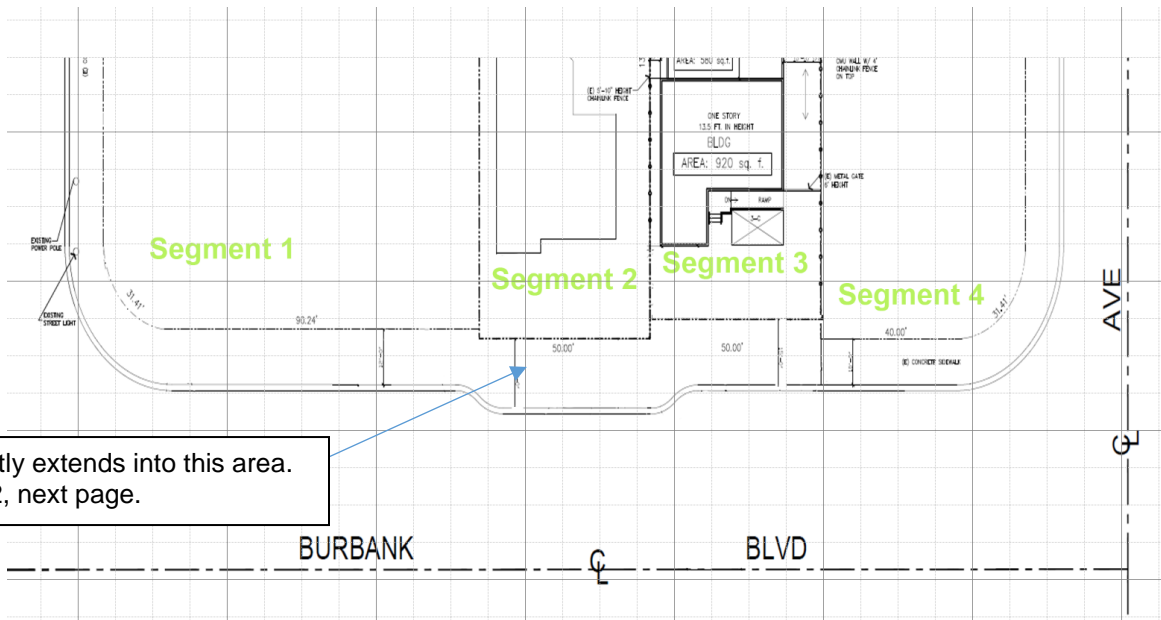 AREA: 560 sq.f.
CMU WALL W/ 4'
CHAINLINK FENCE
ON TOP
(E) 5'-10" HEIGHT
CHAINLINK FENCE
ONE STORY
13.5 FT. IN HEIGHT
BLDG
AREA: 920 sq. f.
(E) METAL GATE
6' HEIGHT
DN
RAMP
EXISTING
POWER POLE
Segment 1
Segment 2
Segment 3
Segment 4
31.41'
31.41'
EXISTING
STREET LIGHT
90.24'
50.00'
50.00'
40.00'
(E) CONCRETE SIDEWALK
AVE
tly extends into this area.
2, next page.
BURBANK
BLVD